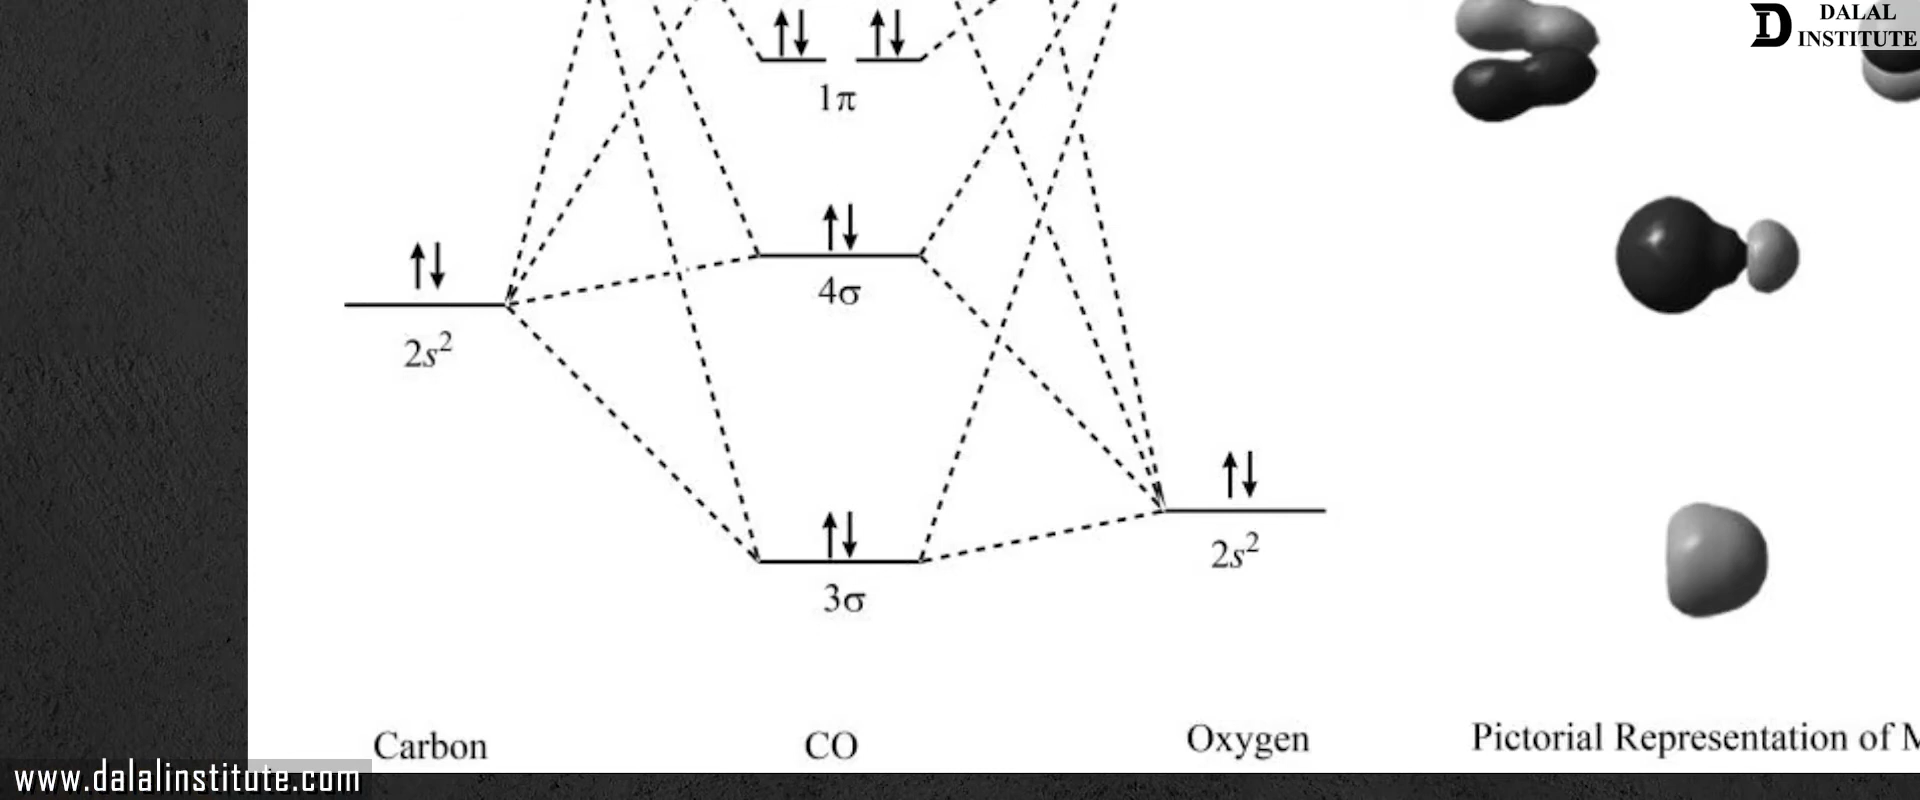 DALAL
INSTITUTE
1π
4σ
2s²
2s²
3σ
Carbon
CO
Oxygen
Pictorial Representation of
www.dalalinstitute.com